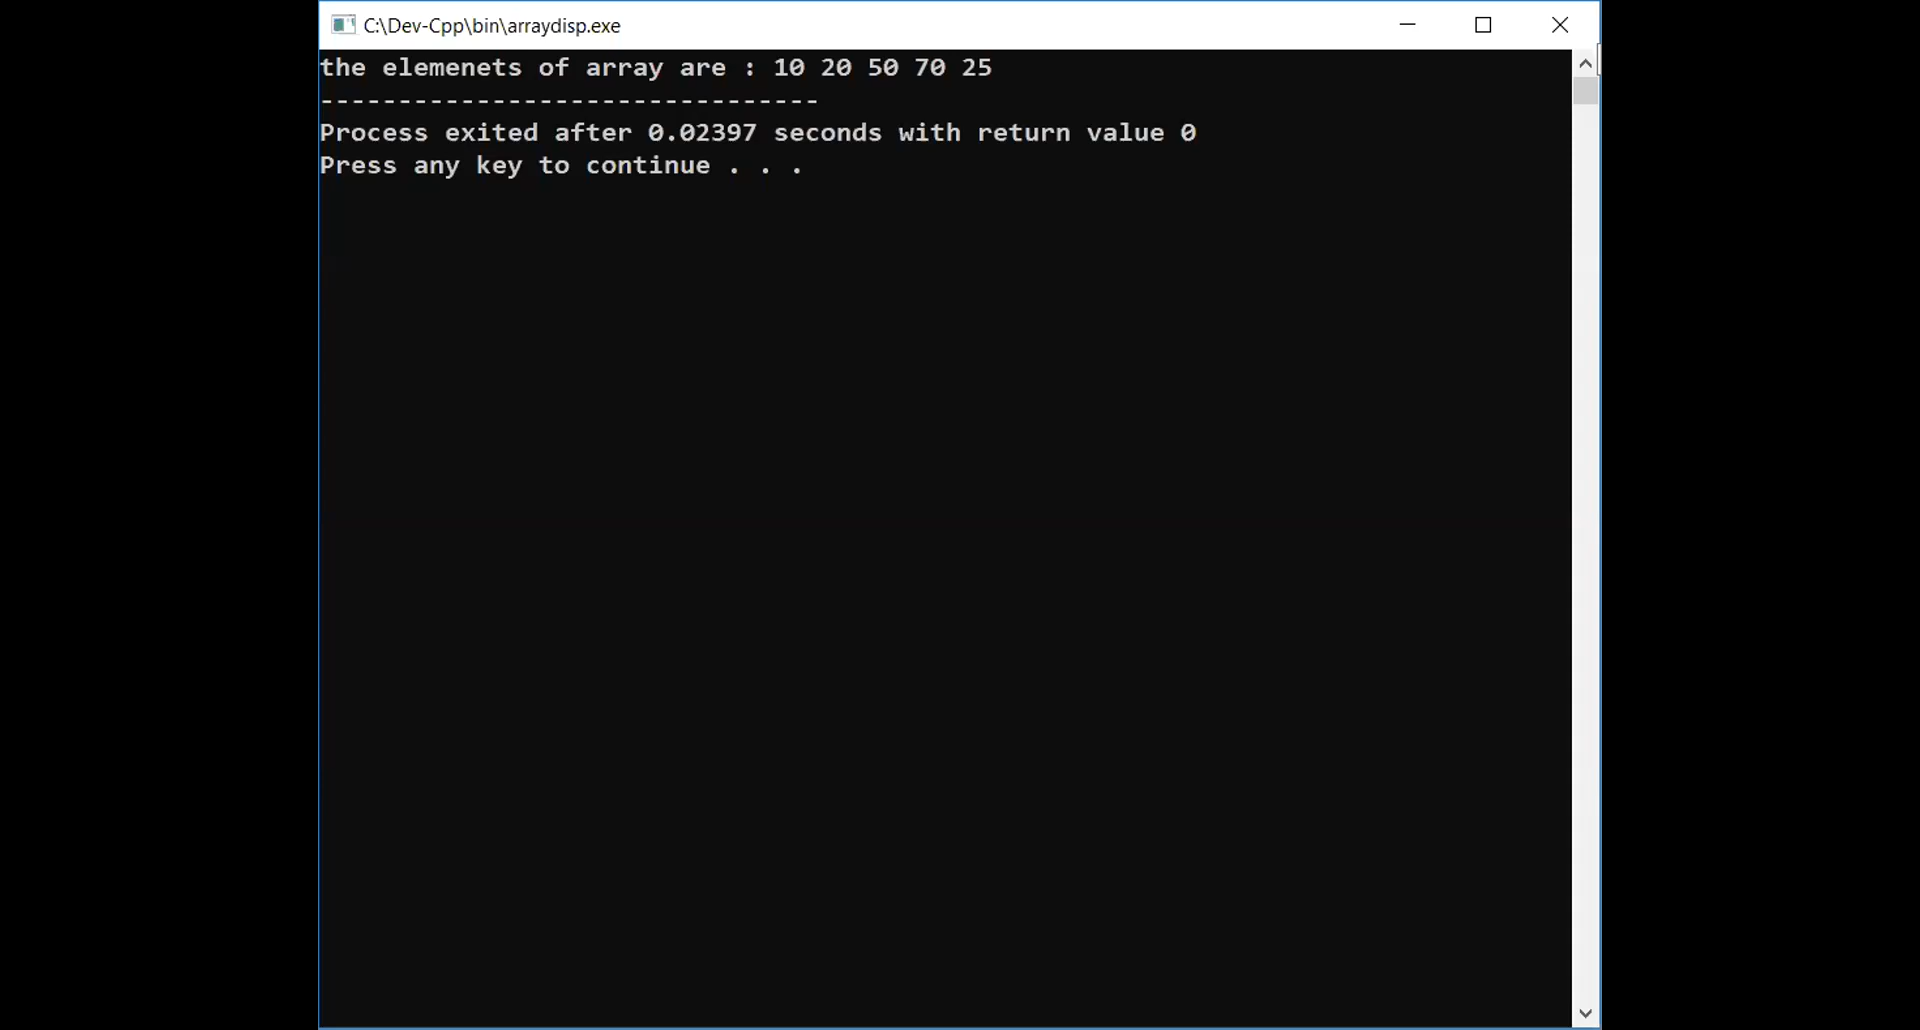 C:\Dev-Cpp\bin\arraydisp.exe
the elemenets of array are : 10 20 50 70 25
--------------------------------
Process exited after 0.02397 seconds with return value 0
Press any key to continue . . .